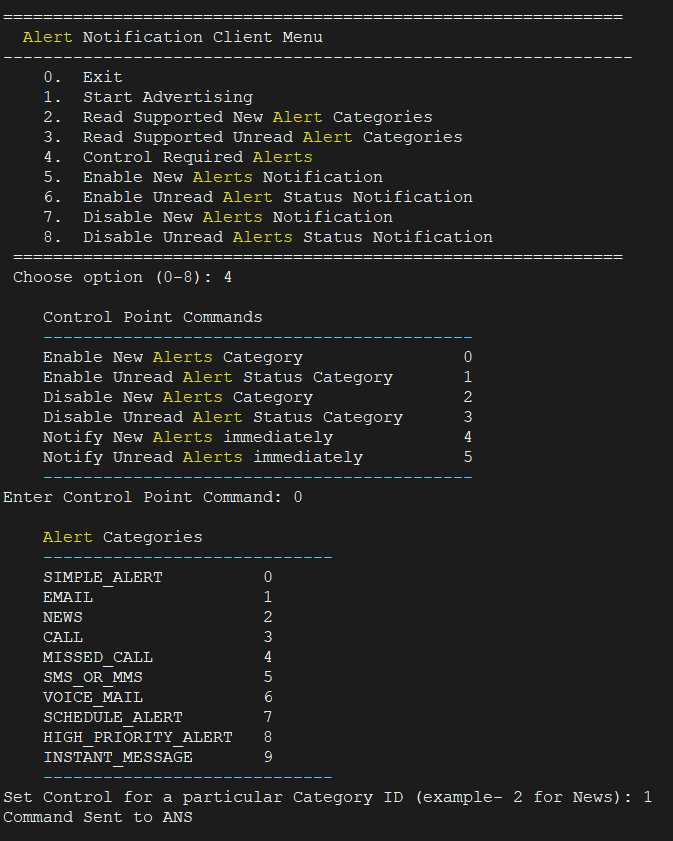 ==============================================================
Alert Notification Client Menu
---------------------------------------------------------------
0. Exit
1. Start Advertising
2. Read Supported New Alert Categories
3. Read Supported Unread Alert Categories
4. Control Required Alerts
5. Enable New Alerts Notification
6. Enable Unread Alert Status Notification
7. Disable New Alerts Notification
8. Disable Unread Alerts Status Notification
=============================================================
Choose option (0-8): 4
Control Point Commands
-------------------------------------------
Enable New Alerts Category 0
Enable Unread Alert Status Category 1
Disable New Alerts Category 2
Disable Unread Alert Status Category 3
Notify New Alerts immediately 4
Notify Unread Alerts immediately 5
-------------------------------------------
Enter Control Point Command: 0
Alert Categories
-----------------------------
SIMPLE_ALERT 0
EMAIL 1
NEWS 2
CALL 3
MISSED_CALL 4
SMS_OR_MMS 5
VOICE_MAIL 6
SCHEDULE_ALERT 7
HIGH_PRIORITY_ALERT 8
INSTANT_MESSAGE 9
-----------------------------
Set Control for a particular Category ID (example- 2 for News): 1
Command Sent to ANS